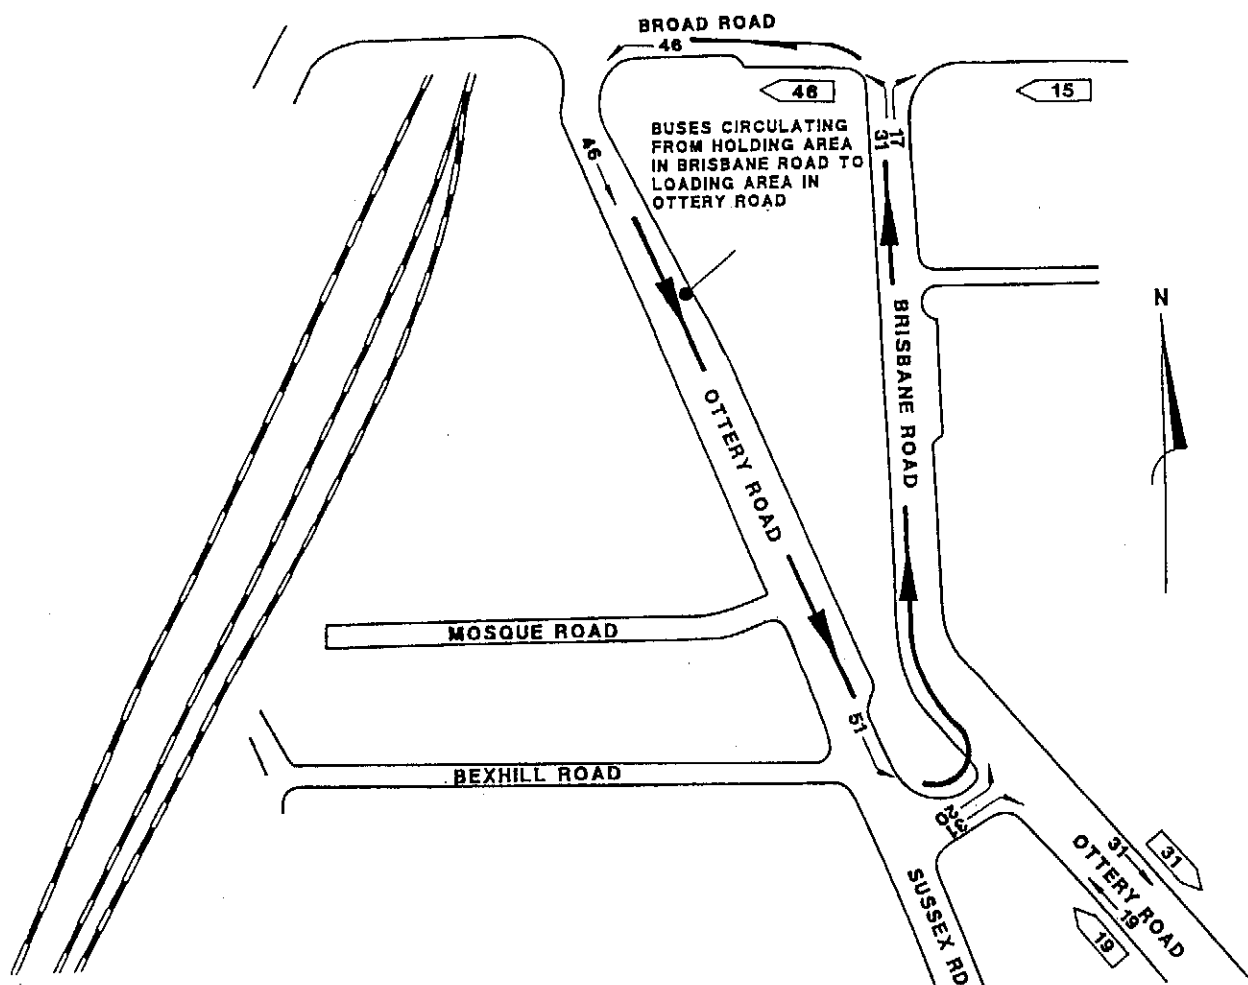 BROAD ROAD
46
46
15
BUSES CIRCULATING
FROM HOLDING AREA
IN BRISBANE ROAD TO
LOADING AREA IN
OTTERY ROAD
17
31
46
N
BRISBANE ROAD
OTTERY ROAD
MOSQUE ROAD
51
BEXHILL ROAD
SUSSEX RD
31
31
OTTERY ROAD
19
19